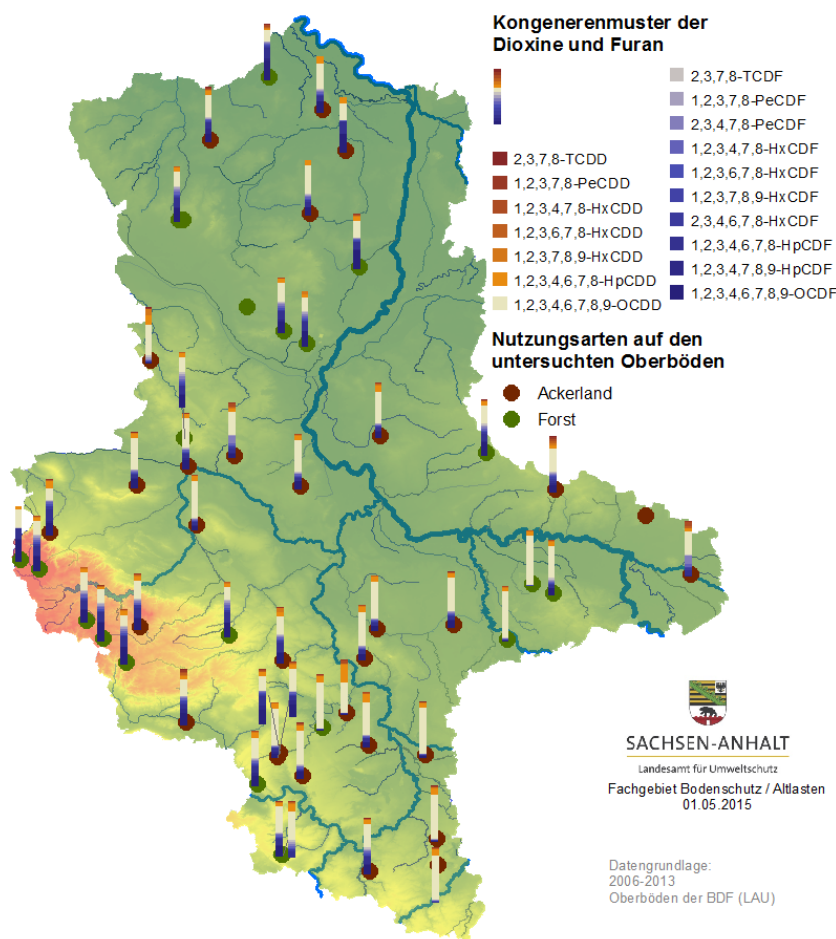 Kongenerenmuster der
Dioxine und Furan
2,3,7,8-TCDD
1,2,3,7,8-PeCDD
1,2,3,4,7,8-HxCDD
1,2,3,6,7,8-HxCDD
1,2,3,7,8,9-HxCDD
1,2,3,4,6,7,8-HpCDD
1,2,3,4,6,7,8,9-OCDD
2,3,7,8-TCDF
1,2,3,7,8-PeCDF
2,3,4,7,8-PeCDF
1,2,3,4,7,8-HxCDF
1,2,3,6,7,8-HxCDF
1,2,3,7,8,9-HxCDF
2,3,4,6,7,8-HxCDF
1,2,3,4,6,7,8-HpCDF
1,2,3,4,7,8,9-HpCDF
1,2,3,4,6,7,8,9-OCDF
Nutzungsarten auf den
untersuchten Oberböden
Ackerland
Forst
SACHSEN-ANHALT
Landesamt für Umweltschutz
Fachgebiet Bodenschutz / Altlasten
01.05.2015
Datengrundlage:
2006-2013
Oberböden der BDF (LAU)